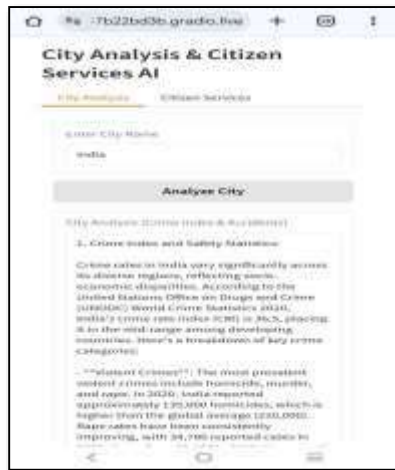 7b22bd3b.gradio.live
City Analysis & Citizen
Services AI
City Analysis
Citizen Services
Enter City Name
India
Analyze City
City Analysis (Crime Index & Accidents)
1. Crime Index and Safety Statistics
Crime rates in India vary significantly across
its diverse regions, reflecting socio-
economic disparities. According to the
United Nations Office on Drugs and Crime
(UNODC) World Crime Statistics 2020,
India's crime rate index (CRI) is placing
it in the mid-range among developing
countries. Here's a breakdown of key crime
categories:
- **Violent Crimes**: The most prevalent
violent crimes include homicide, murder,
and rape. In 2020, India reported
approximately homicides, which is
higher than the global average
Rape rates have been consistently
improving, with reported cases in